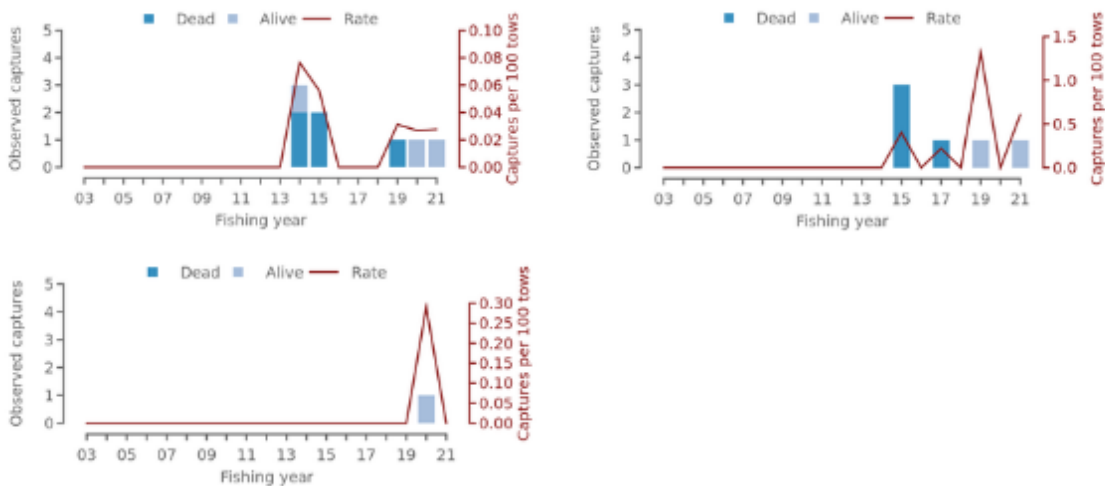 Dead Alive Rate
Observed captures
5
4
3
2
1
0
0.10
0.08
0.06
0.04
0.02
0.00
Captures per 100 tows
03 05 07 09 11 13 15 17 19 21
Fishing year
Dead Alive Rate
Observed captures
5
4
3
2
1
0
1.5
1.0
0.5
0.0
Captures per 100 tows
03 05 07 09 11 13 15 17 19 21
Fishing year
Dead Alive Rate
Observed captures
5
4
3
2
1
0
0.30
0.25
0.20
0.15
0.10
0.05
0.00
Captures per 100 tows
03 05 07 09 11 13 15 17 19 21
Fishing year